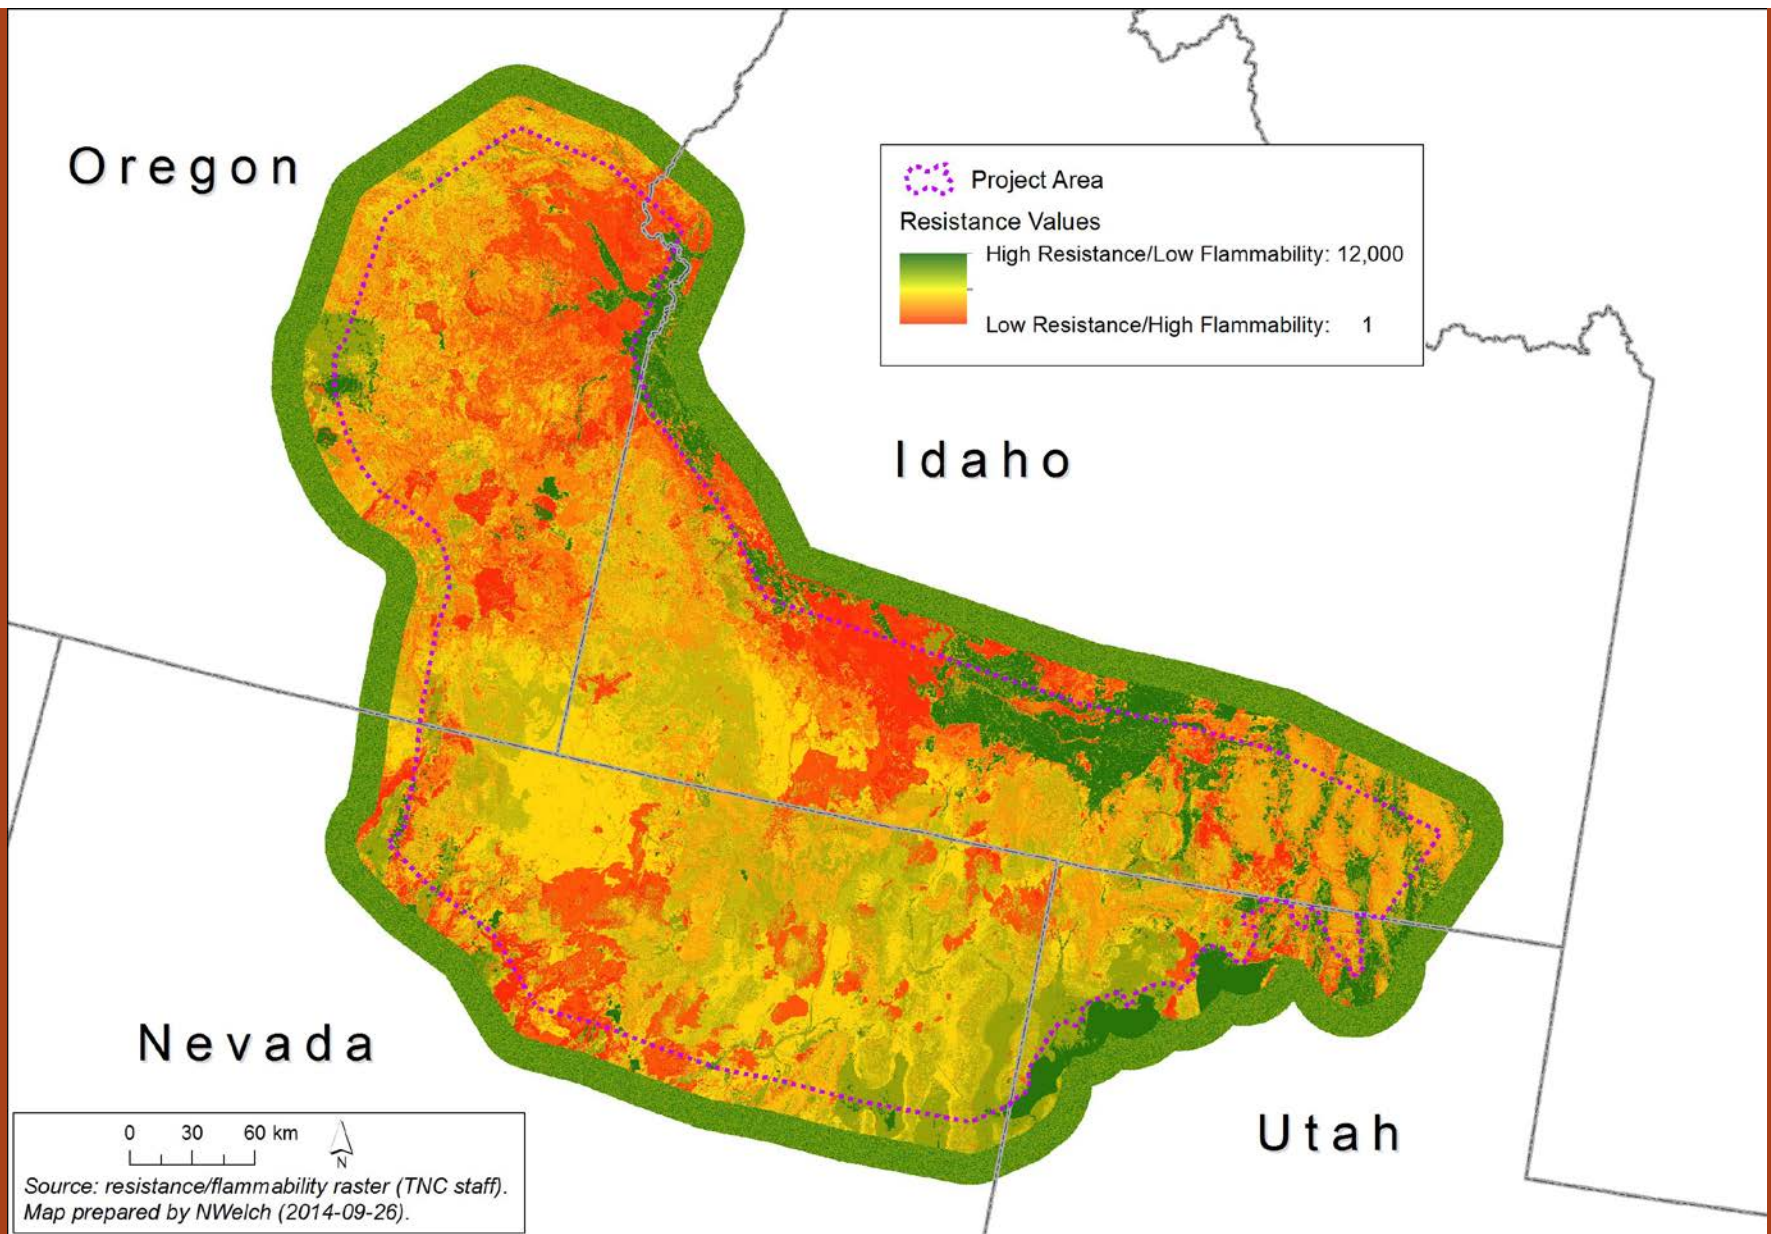 Oregon
Project Area
Resistance Values
High Resistance/Low Flammability: 12,000
Low Resistance/High Flammability: 1
Idaho
Nevada
Utah
0 30 60 km
N
Source: resistance/flammability raster (TNC staff).
Map prepared by NWelch (2014-09-26).